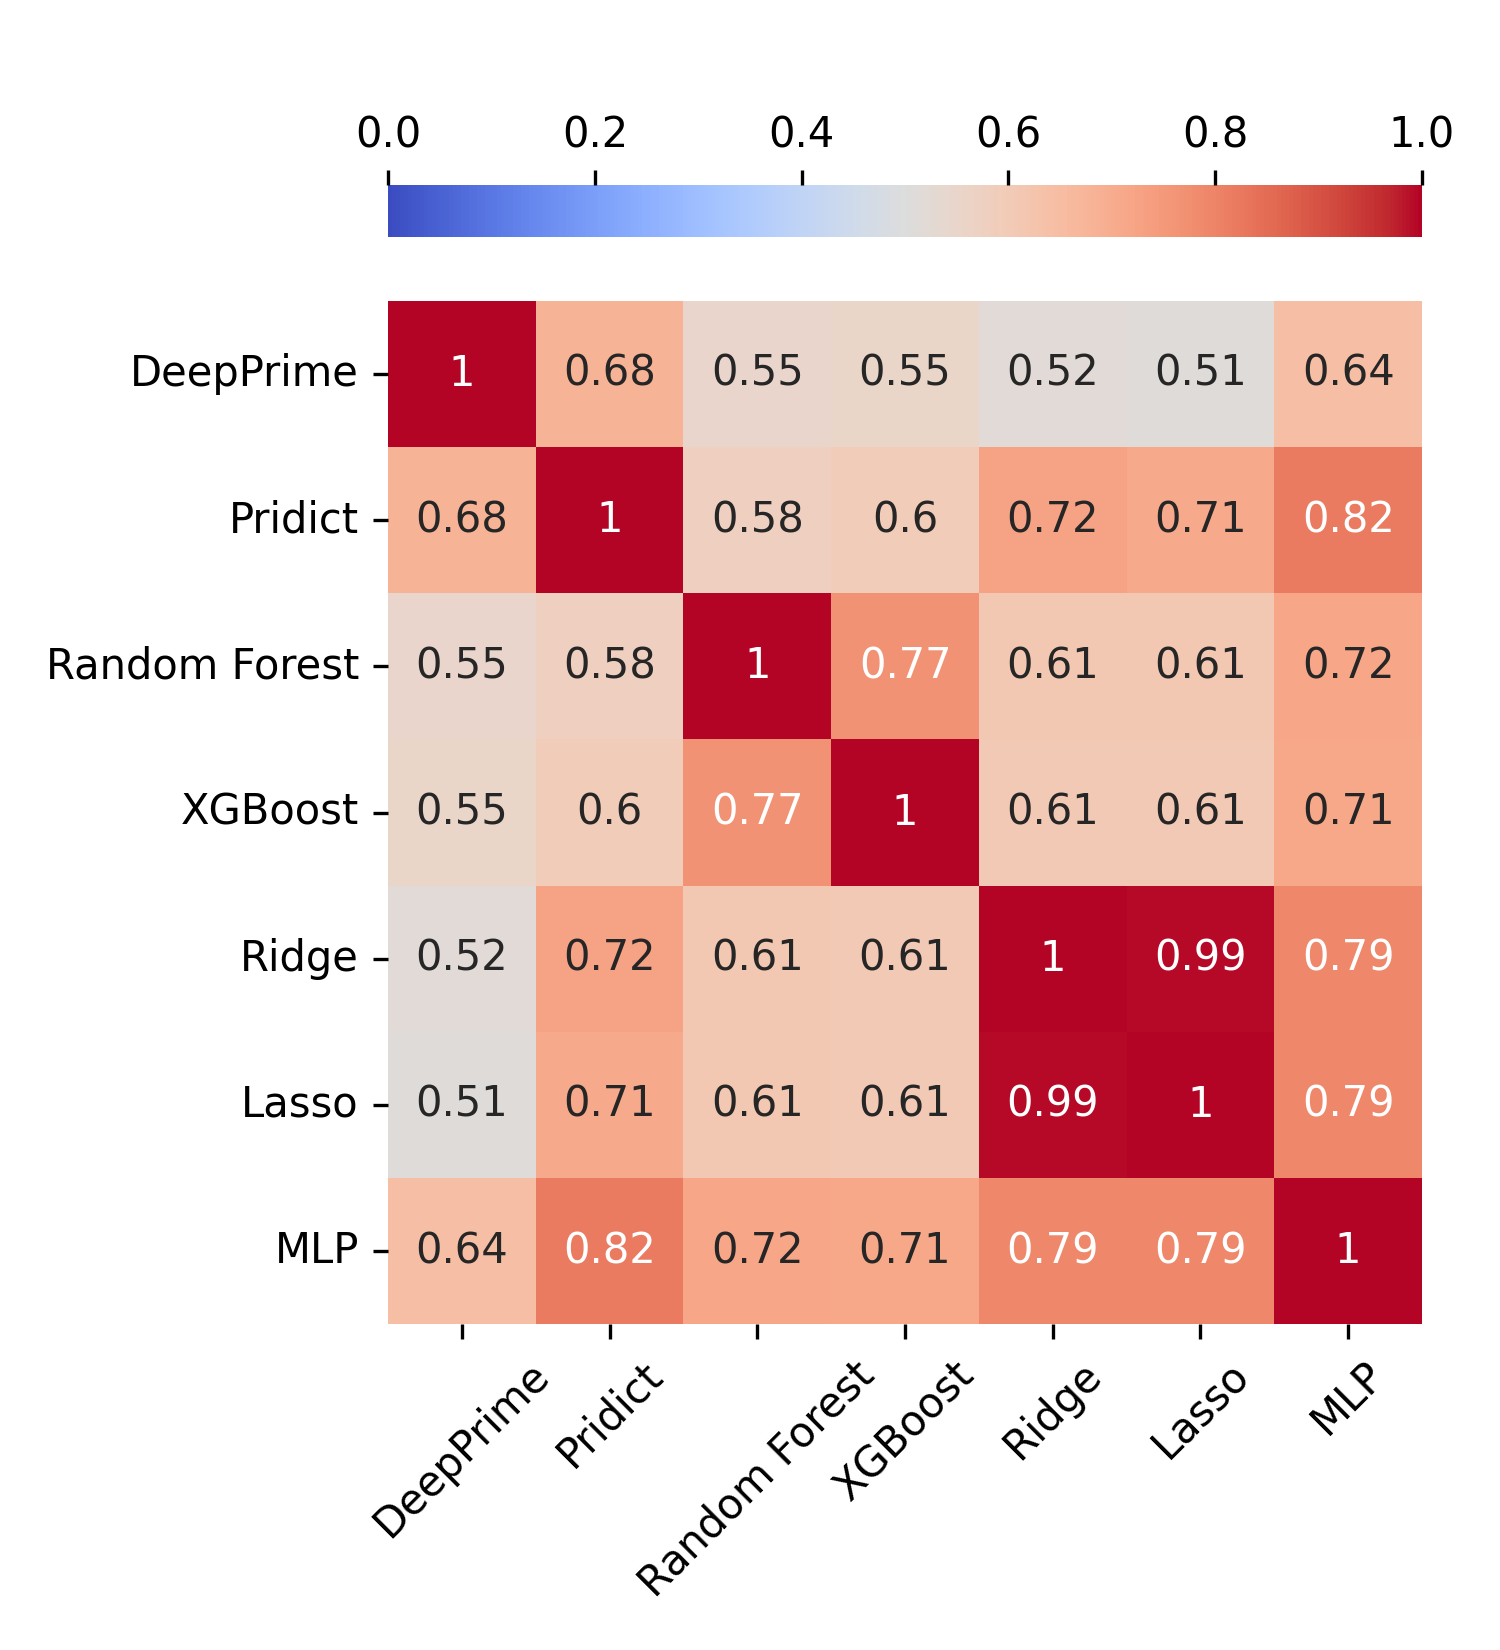 0.0 0.2 0.4 0.6 0.8 1.0
DeepPrime 1 0.68 0.55 0.55 0.52 0.51 0.64
Pridict 0.68 1 0.58 0.6 0.72 0.71 0.82
Random Forest 0.55 0.58 1 0.77 0.61 0.61 0.72
XGBoost 0.55 0.6 0.77 1 0.61 0.61 0.71
Ridge 0.52 0.72 0.61 0.61 1 0.99 0.79
Lasso 0.51 0.71 0.61 0.61 0.99 1 0.79
MLP 0.64 0.82 0.72 0.71 0.79 0.79 1
DeepPrime Pridict Random Forest XGBoost Ridge Lasso MLP